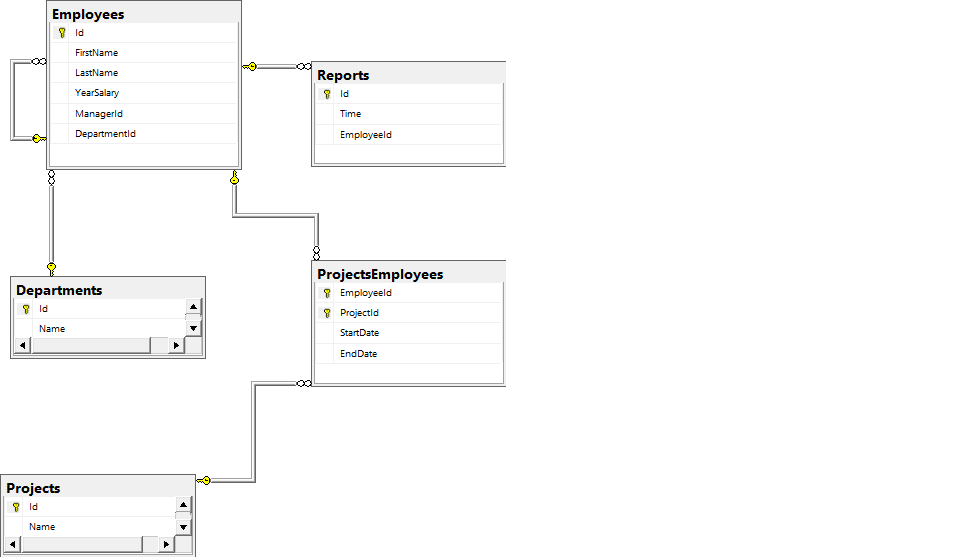 Employees
Id
FirstName
LastName
YearSalary
ManagerId
DepartmentId
Reports
Id
Time
EmployeeId
Departments
Id
Name
ProjectsEmployees
EmployeeId
ProjectId
StartDate
EndDate
Projects
Id
Name